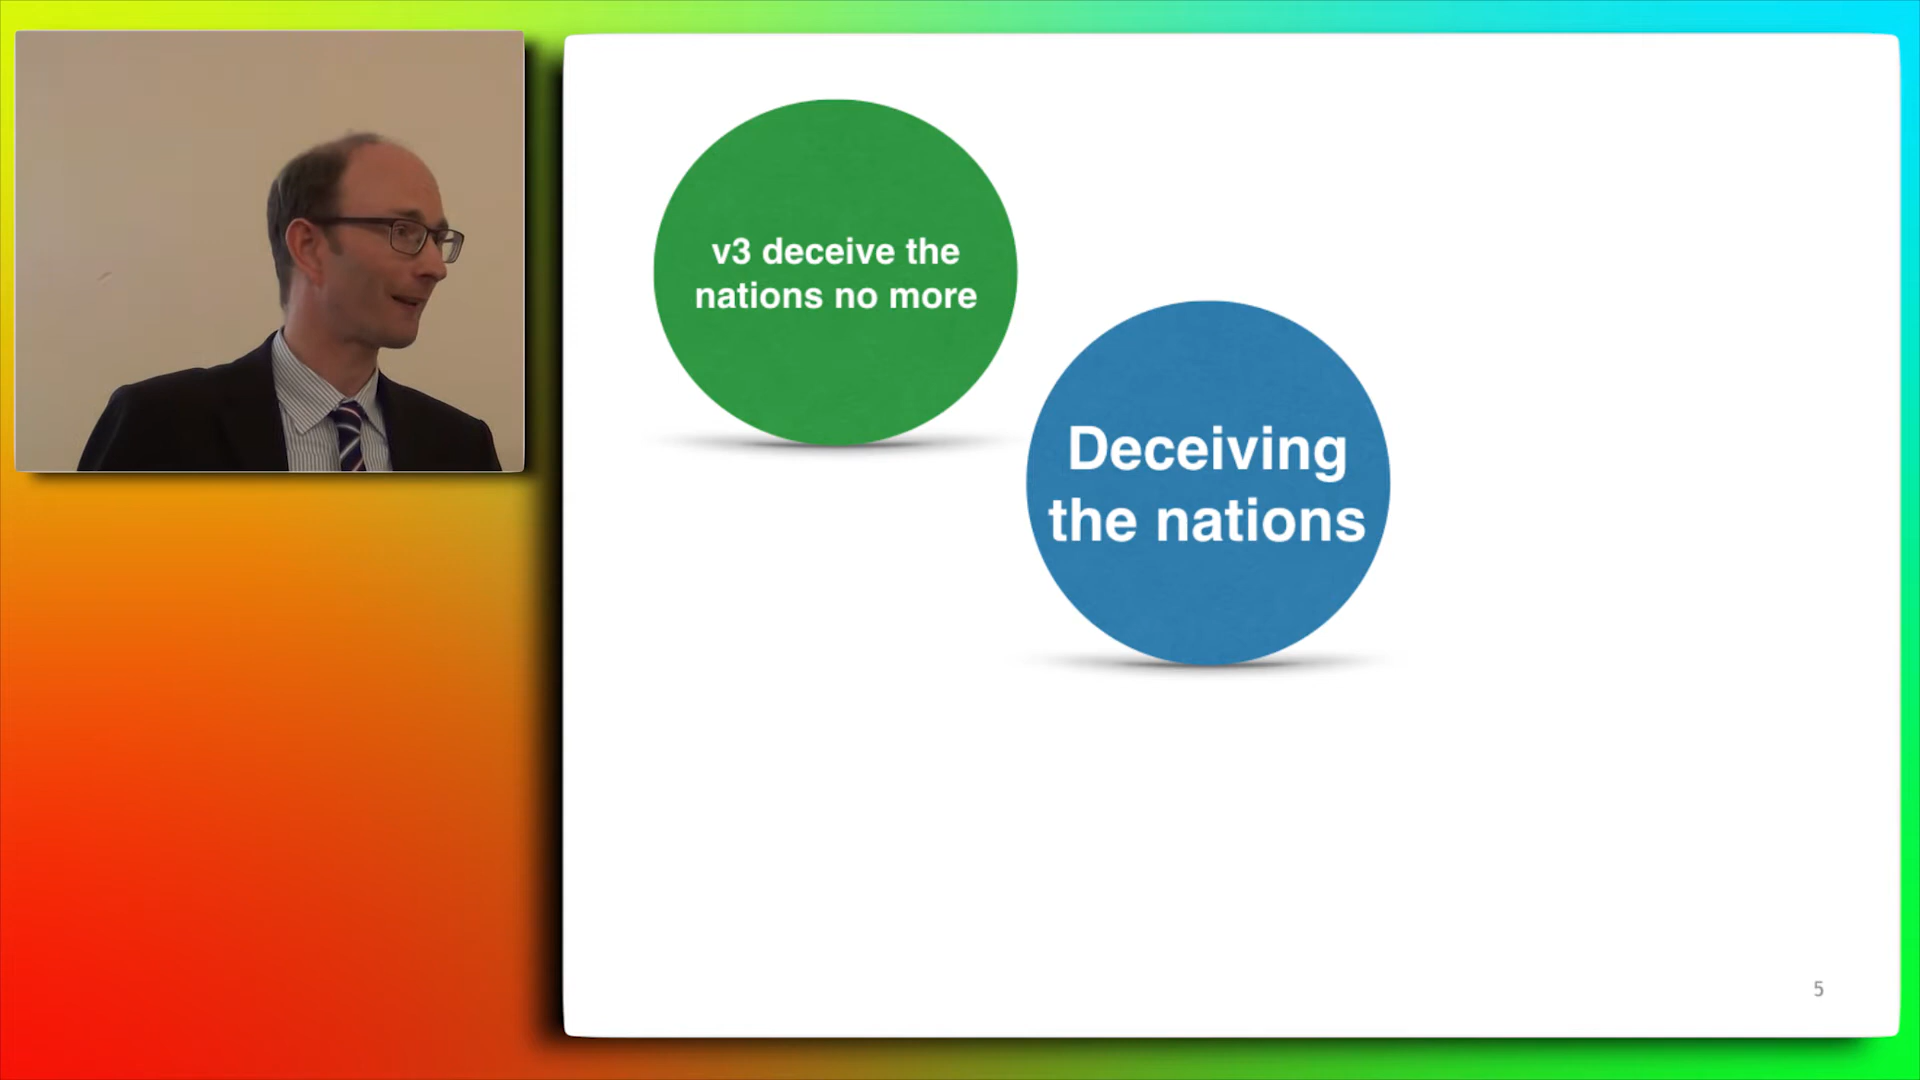 v3 deceive the
nations no more
Deceiving
the nations
5